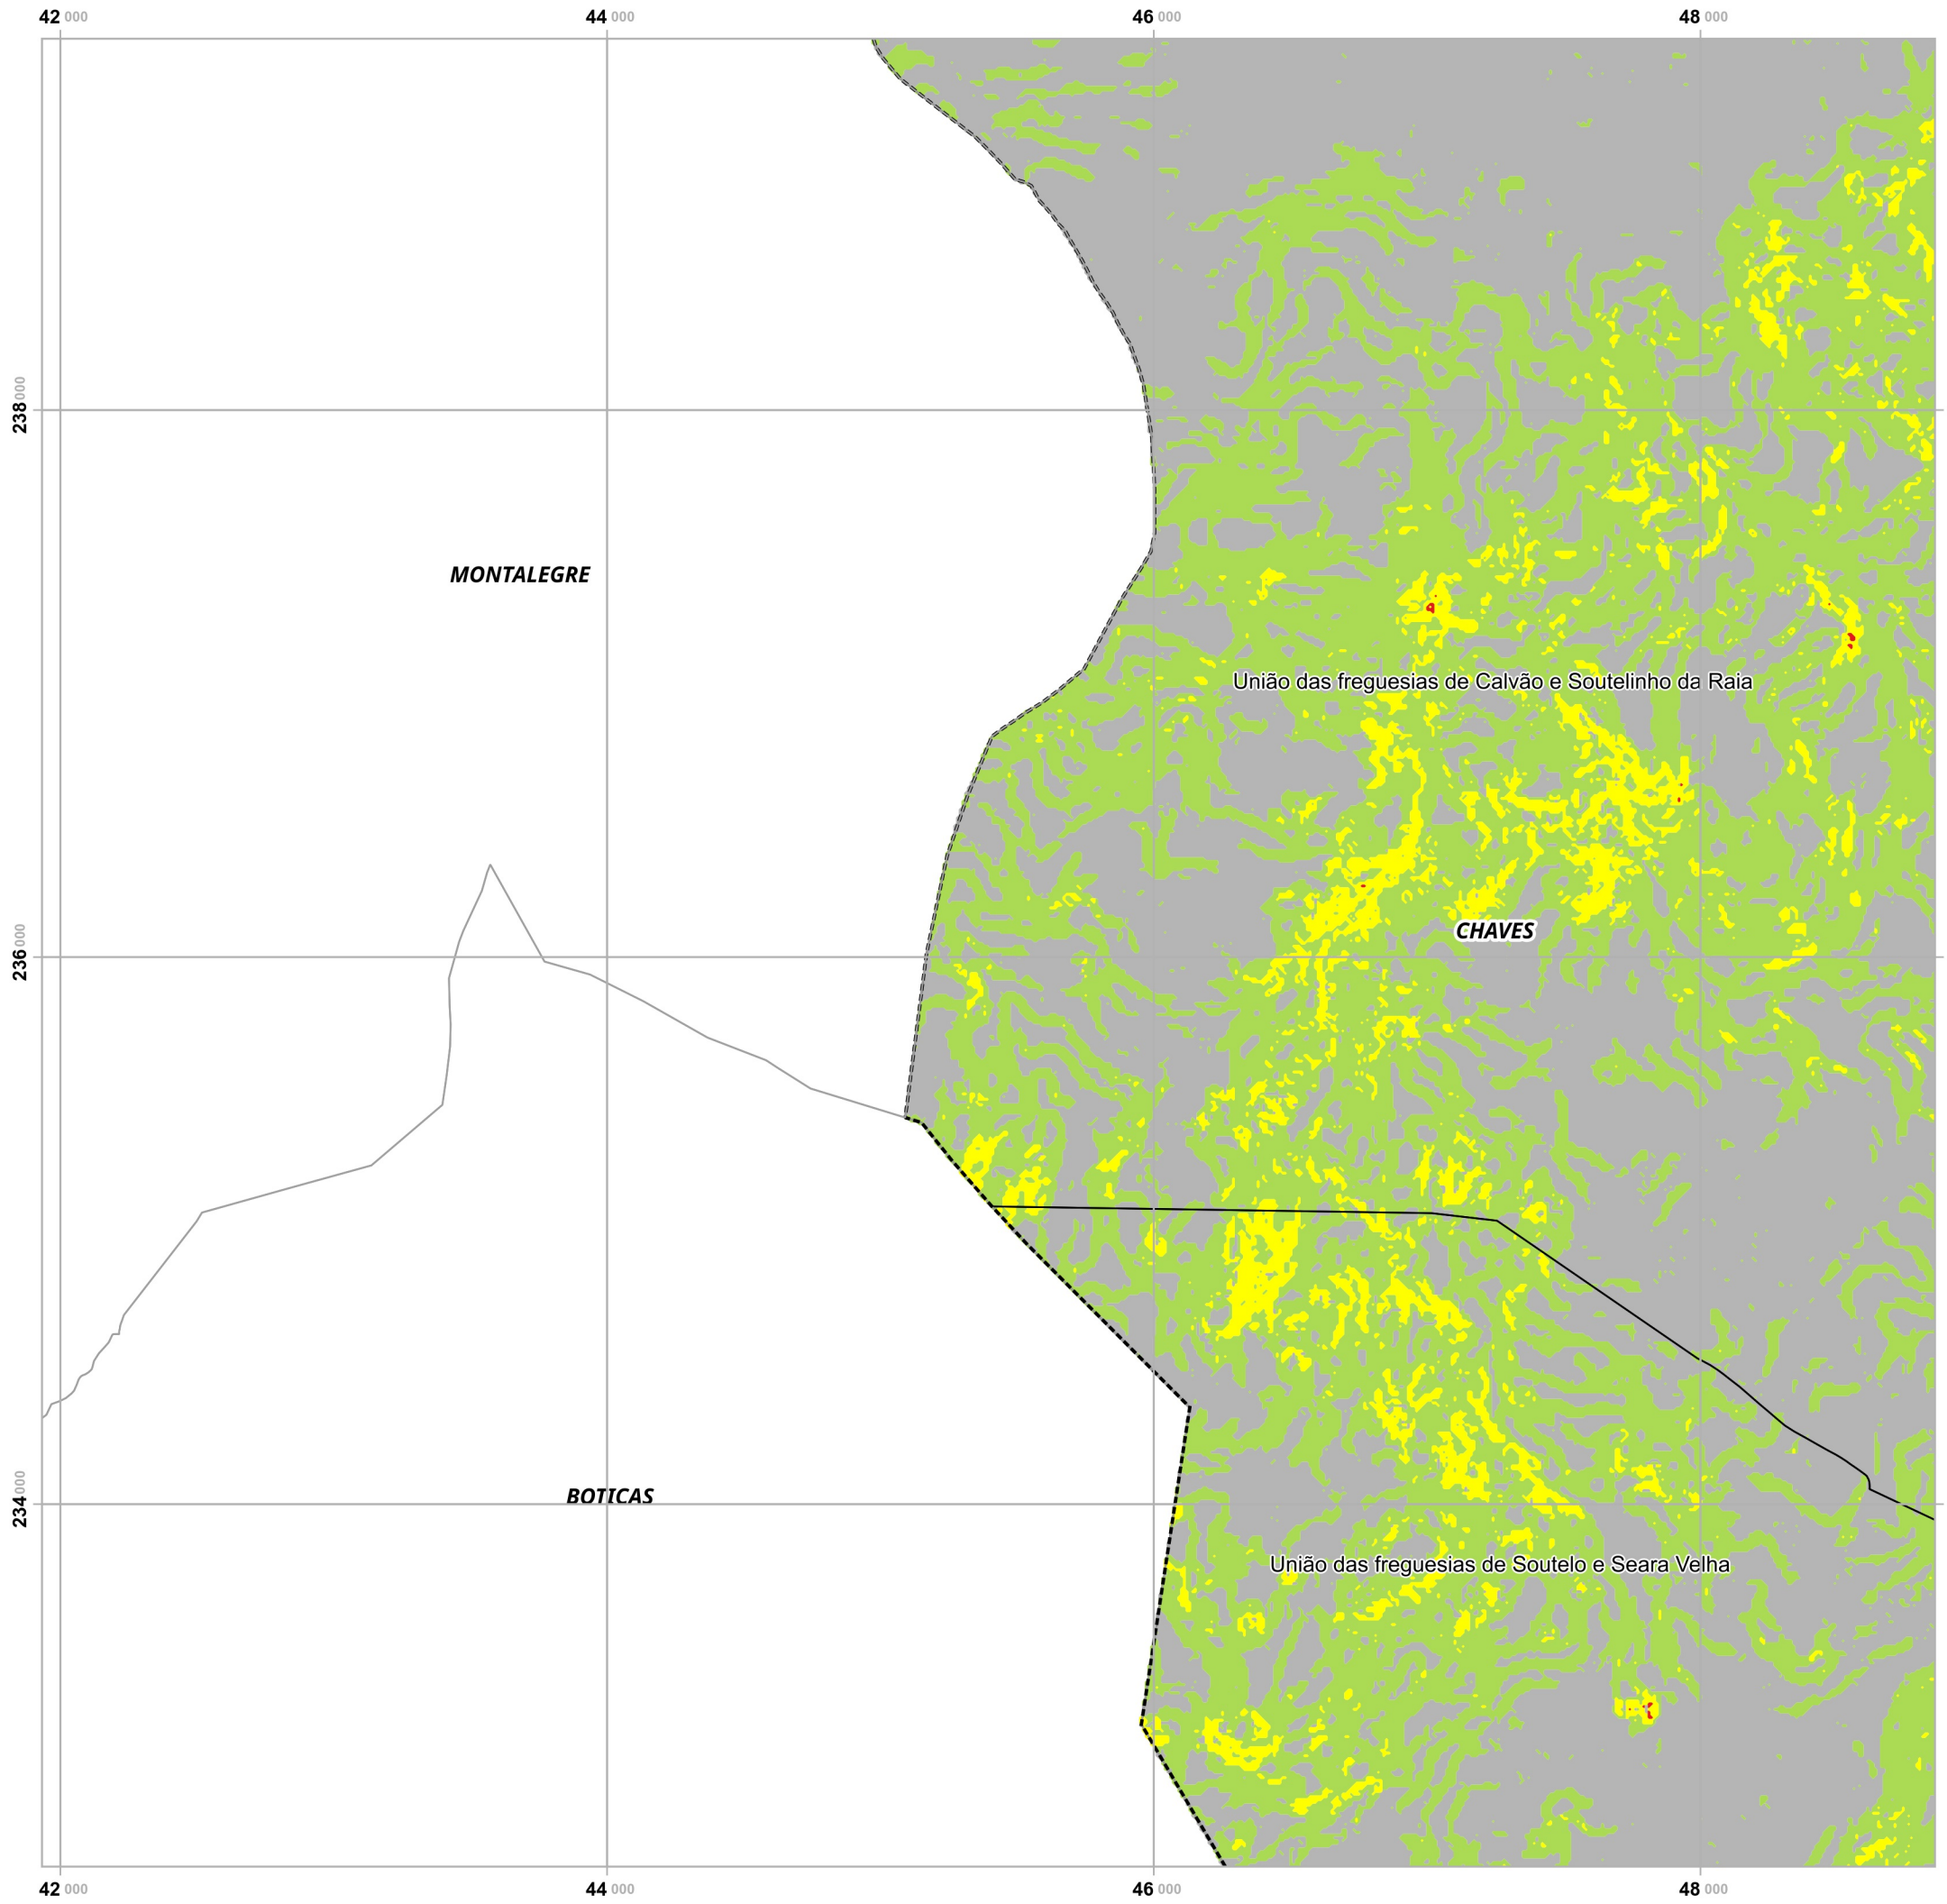 42 000
44 000
46 000
48 000
238 000
MONTALEGRE
União das freguesias de Calvão e Soutelinho da Raia
CHAVES
236 000
234 000
BOTICAS
União das freguesias de Soutelo e Seara Velha
42 000
44 000
46 000
48 000